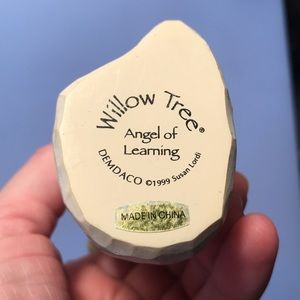 Willow Tree®
Angel of
Learning
DEMDACO ©1999 Susan Lordi
MADE IN CHINA